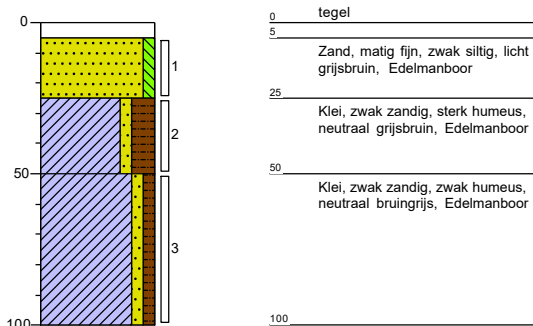 0
50
100
1
2
3
0
tegel
5
Zand, matig fijn, zwak siltig, licht
grijsbruin, Edelmanboor
25
Klei, zwak zandig, sterk humeus,
neutraal grijsbruin, Edelmanboor
50
Klei, zwak zandig, zwak humeus,
neutraal bruingrijs, Edelmanboor
100